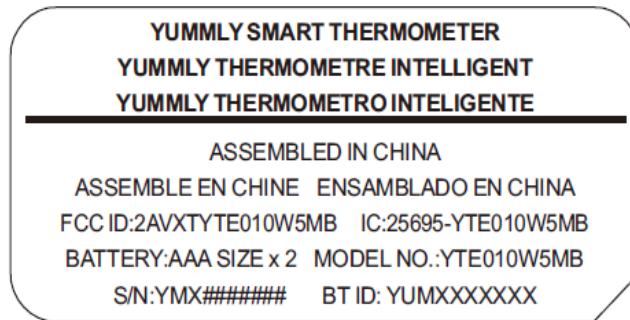 YUMMLY SMART THERMOMETER
YUMMLY THERMOMETRE INTELLIGENT
YUMMLY THERMOMETRO INTELIGENTE
ASSEMBLED IN CHINA
ASSEMBLE EN CHINE ENSAMBLADO EN CHINA
FCC ID:2AVXTYTE010W5MB IC:25695-YTE010W5MB
BATTERY:AAA SIZE x 2 MODEL NO.:YTE010W5MB
S/N:YMX####### BT ID: YUMXXXXXXX